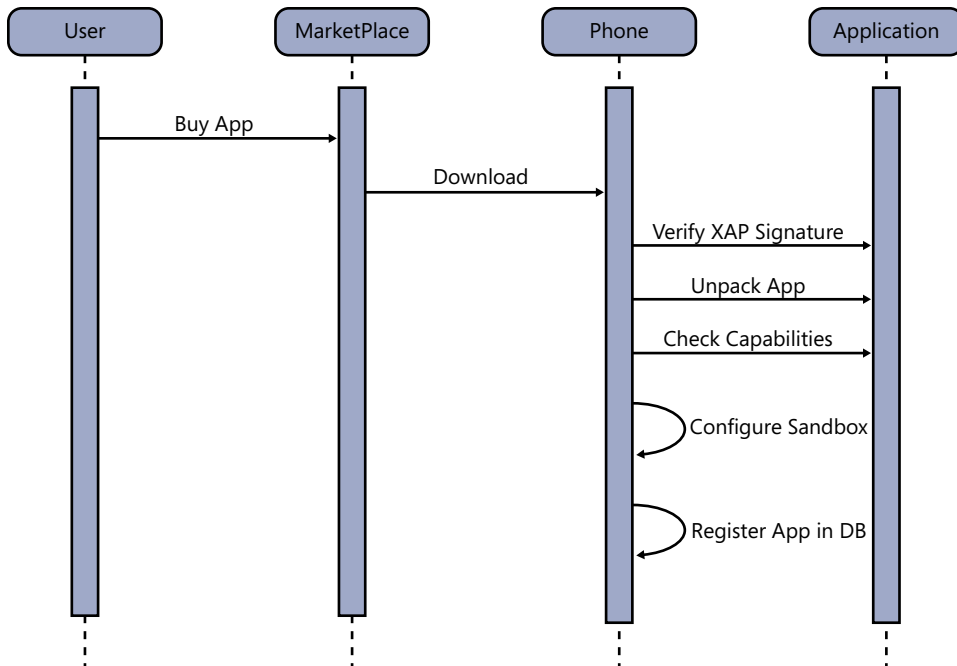 User
MarketPlace
Phone
Application
Buy App
Download
Verify XAP Signature
Unpack App
Check Capabilities
Configure Sandbox
Register App in DB